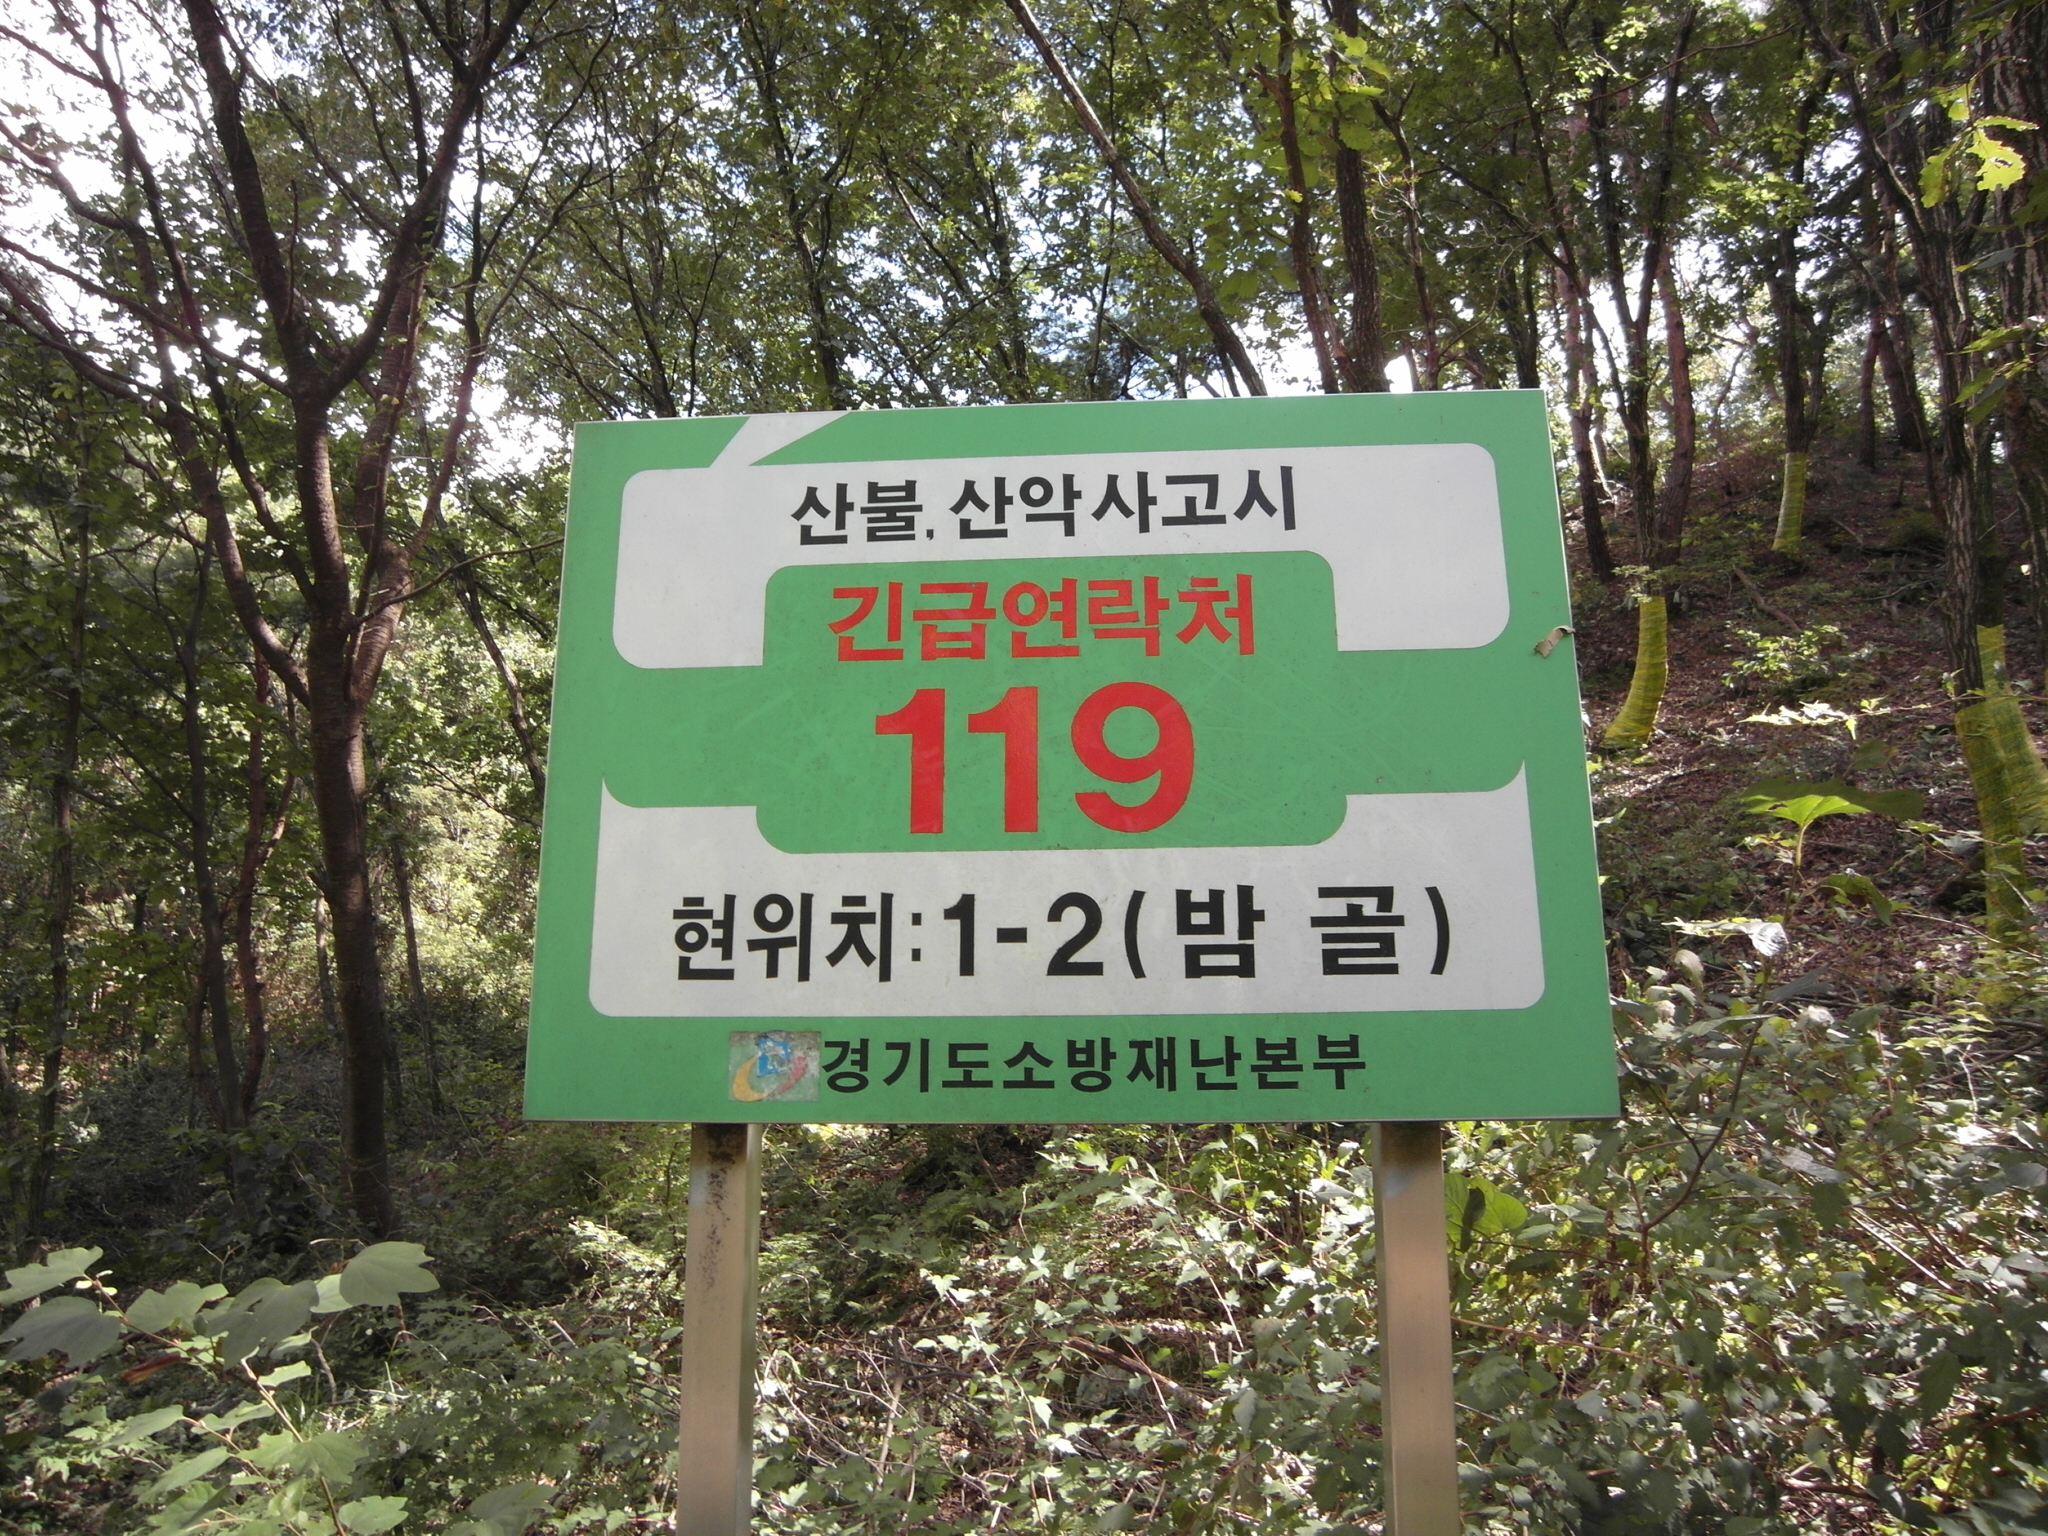 산불, 산악사고시
긴급연락처
119
현위치:1-2(밤 골)
경기도소방재난본부